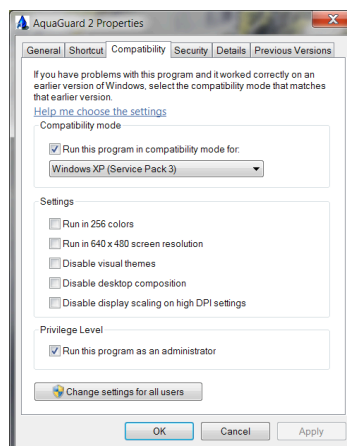 AquaGuard 2 Properties
General Shortcut Compatibility Security Details Previous Versions
If you have problems with this program and it worked correctly on an
earlier version of Windows, select the compatibility mode that matches
that earlier version.
Help me choose the settings
Compatibility mode
Run this program in compatibility mode for:
Windows XP (Service Pack 3)
Settings
Run in 256 colors
Run in 640 x 480 screen resolution
Disable visual themes
Disable desktop composition
Disable display scaling on high DPI settings
Privilege Level
Run this program as an administrator
Change settings for all users
OK Cancel Apply